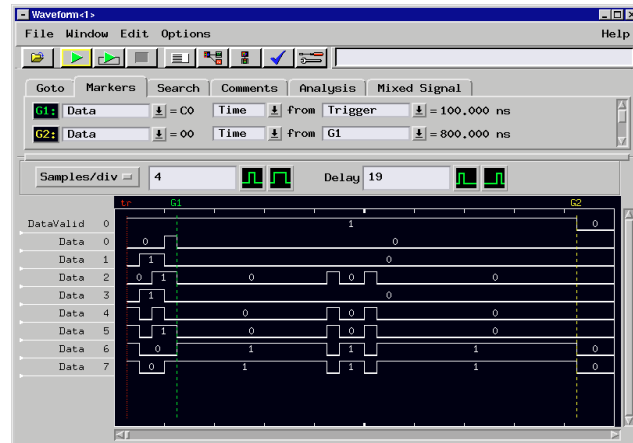 Waveform<1>
File Window Edit Options Help
Goto Markers Search Comments Analysis Mixed Signal
G1: Data = C0 Time from Trigger = 100.000 ns
G2: Data = 00 Time from G1 = 800.000 ns
Samples/div 4 Delay 19
tr G1 G2
DataValid 0 1 0
Data 0 0 0
Data 1 1 0
Data 2 0 1 0 0 0
Data 3 1 0
Data 4 0 0 0
Data 5 1 0 0 0
Data 6 0 1 1 1 0
Data 7 0 1 1 1 0